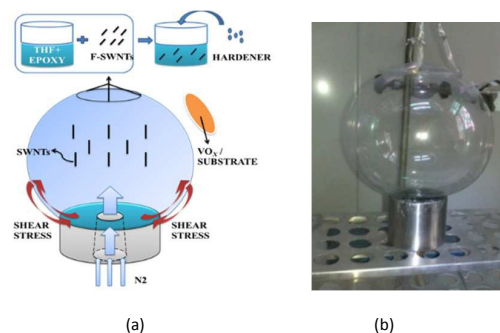 THF+
EPOXY
F-SWNTs
HARDENER
SWNTs
VOX /
SUBSTRATE
SHEAR
STRESS
SHEAR
STRESS
N2
(a)
(b)